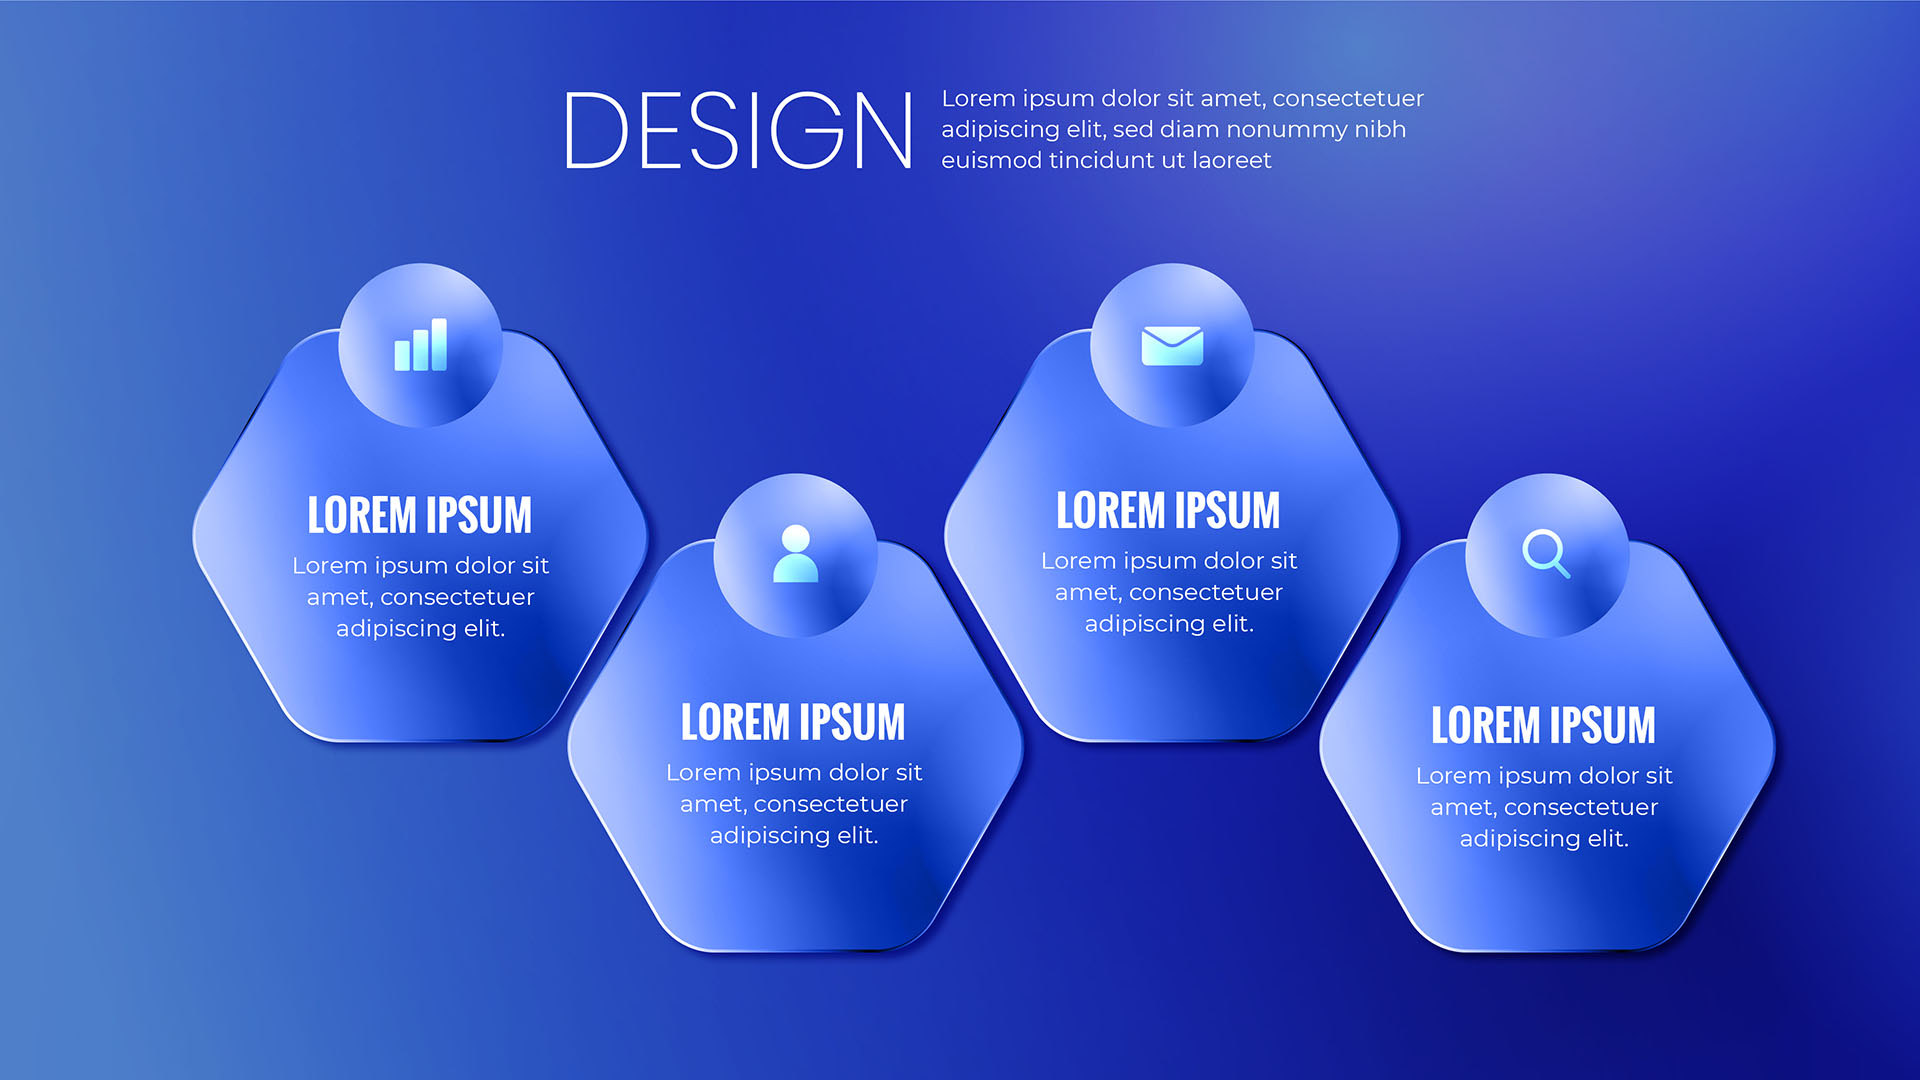 DESIGN
Lorem ipsum dolor sit amet, consectetuer
adipiscing elit, sed diam nonummy nibh
euismod tincidunt ut laoreet
LOREM IPSUM
Lorem ipsum dolor sit
amet, consectetuer
adipiscing elit.
LOREM IPSUM
Lorem ipsum dolor sit
amet, consectetuer
adipiscing elit.
LOREM IPSUM
Lorem ipsum dolor sit
amet, consectetuer
adipiscing elit.
LOREM IPSUM
Lorem ipsum dolor sit
amet, consectetuer
adipiscing elit.